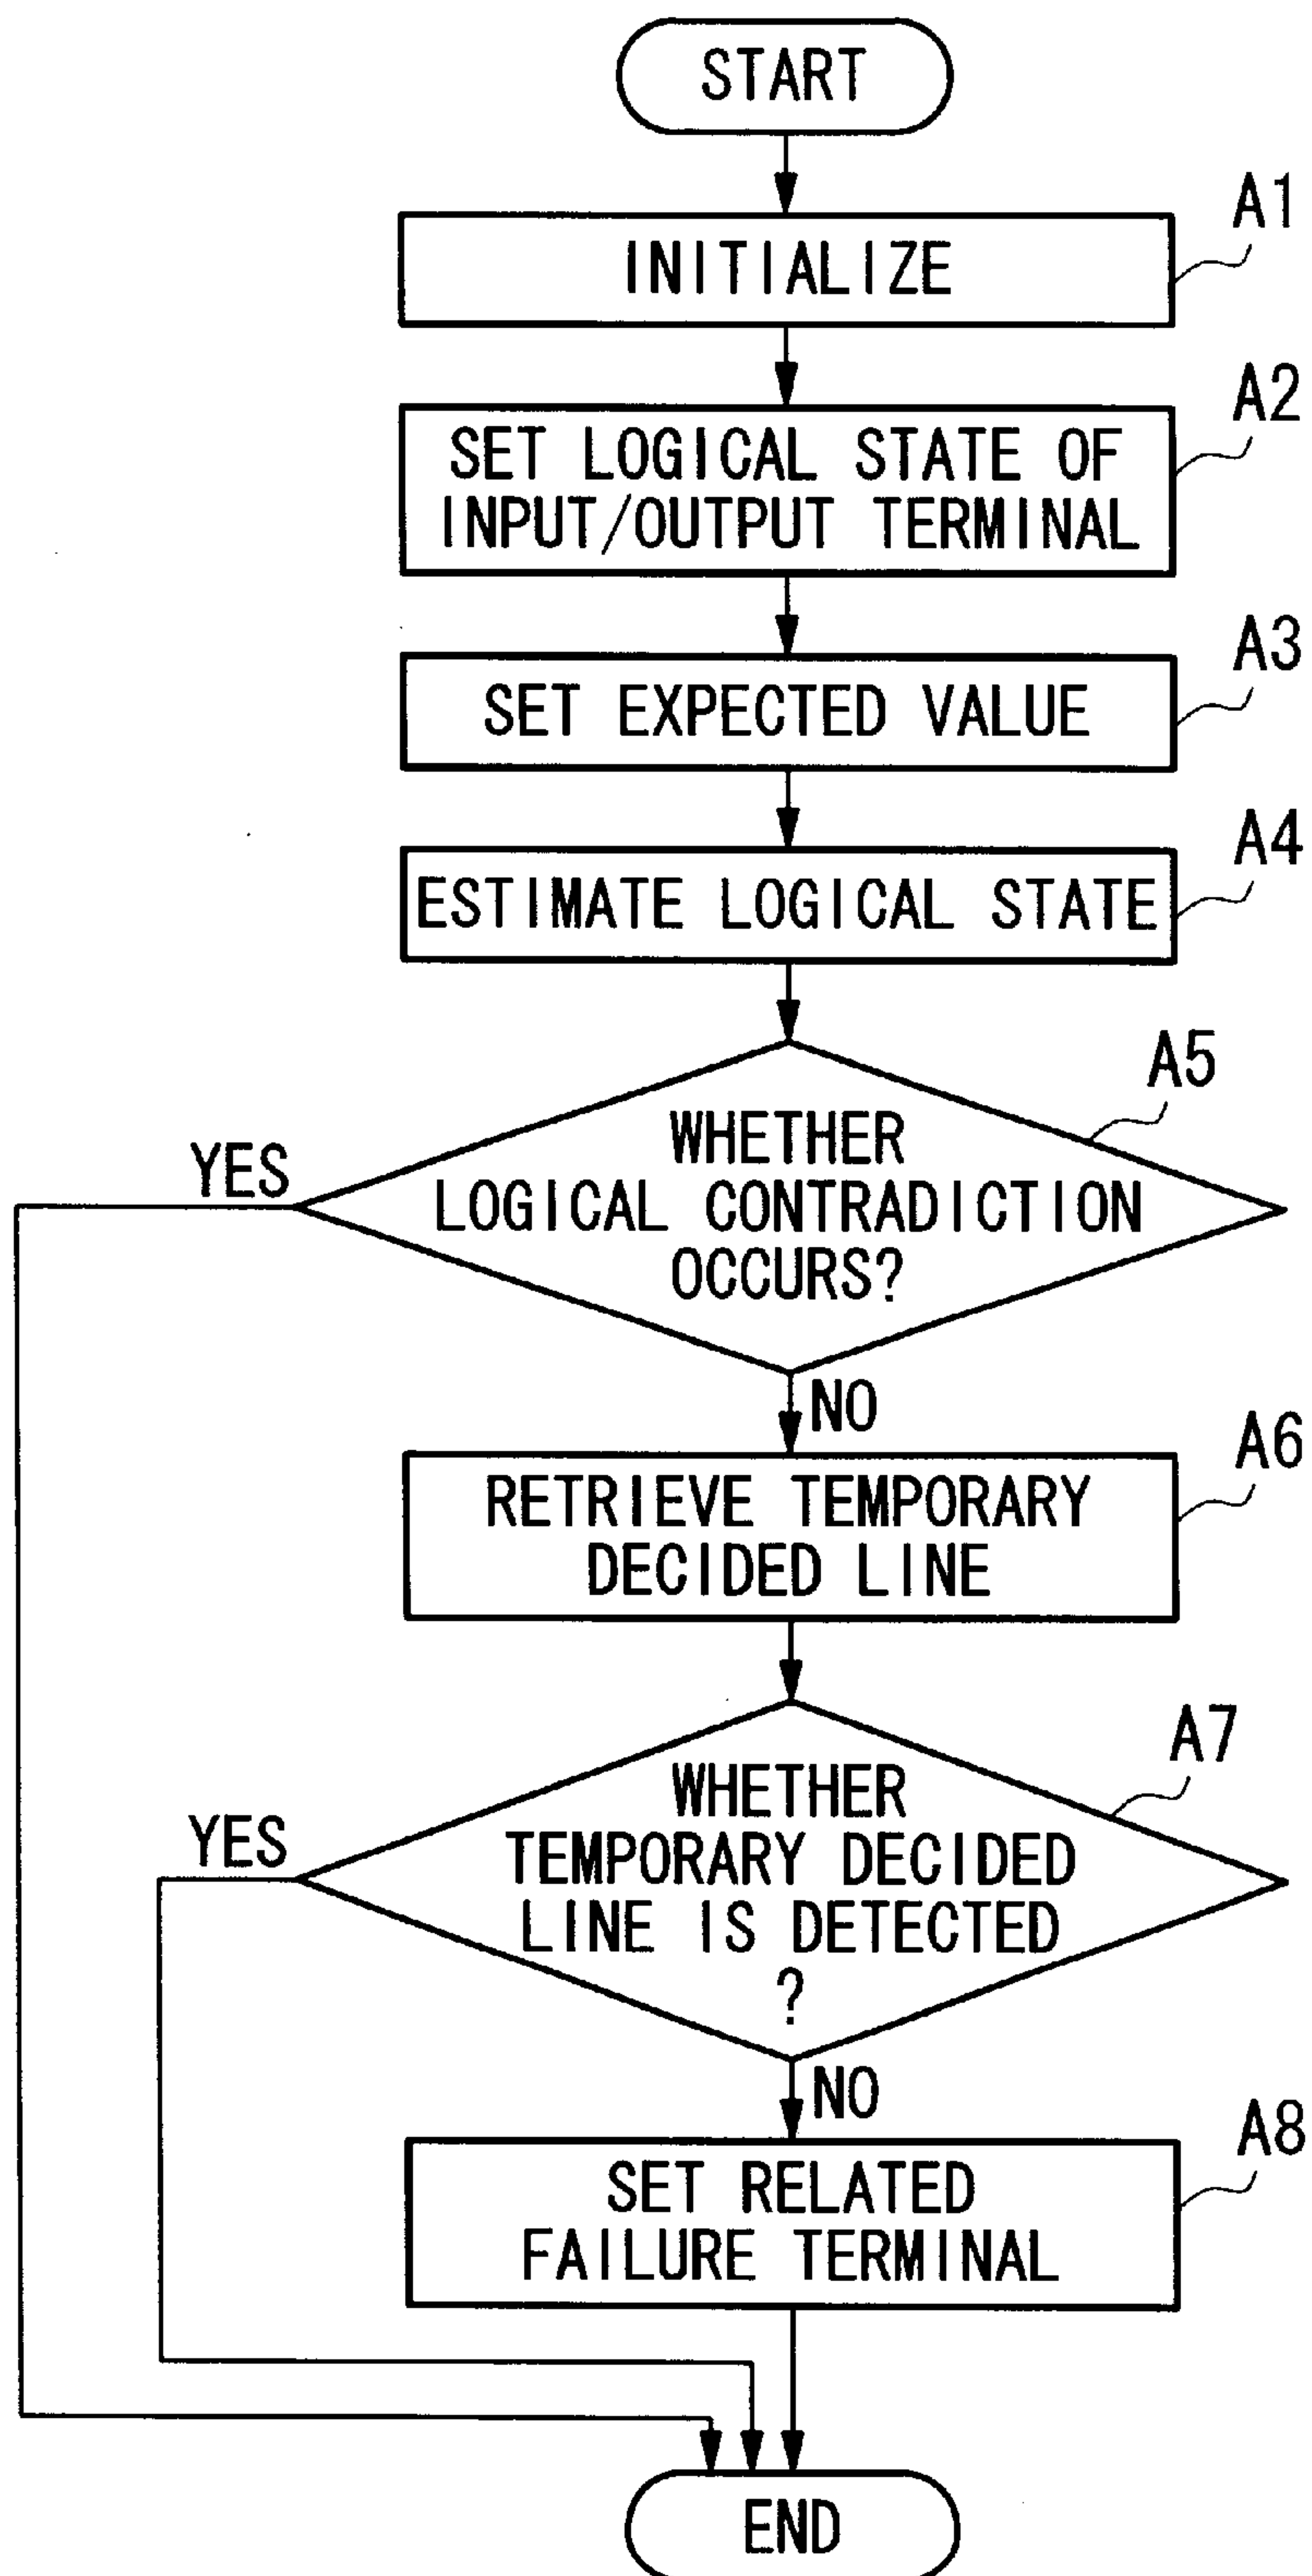 START
A1
INITIALIZE
A2
SET LOGICAL STATE OF
INPUT/OUTPUT TERMINAL
A3
SET EXPECTED VALUE
A4
ESTIMATE LOGICAL STATE
A5
WHETHER
YES
LOGICAL CONTRADICTION
OCCURS?
NO
A6
RETRIEVE TEMPORARY
DECIDED LINE
A7
WHETHER
YES
TEMPORARY DECIDED
LINE IS DETECTED
?
NO
A8
SET RELATED
FAILURE TERMINAL
END